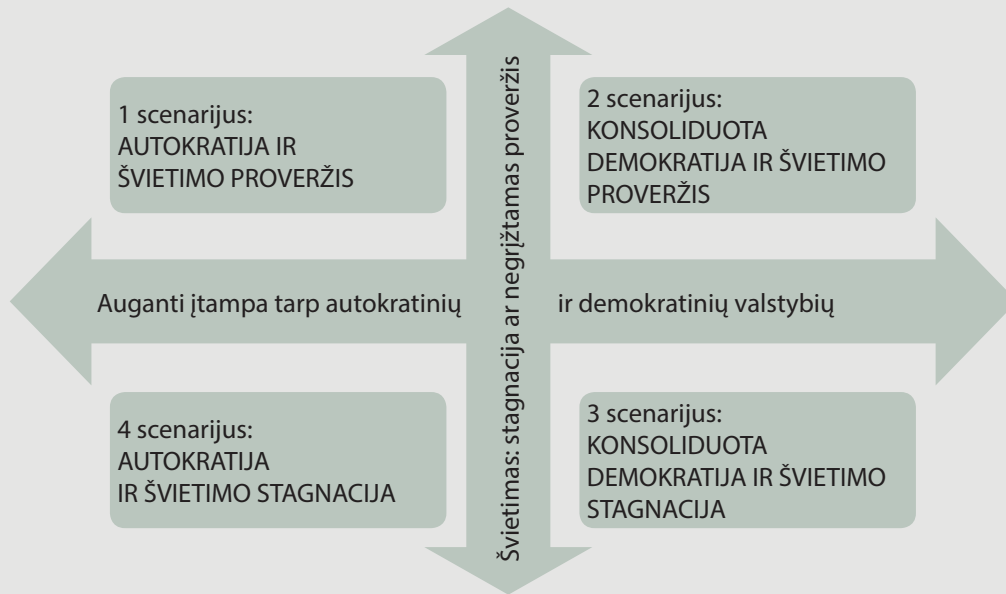 1 scenarijus:
AUTOKRATIJA IR
ŠVIETIMO PROVERŽIS
2 scenarijus:
KONSOLIDUOTA
DEMOKRATIJA IR ŠVIETIMO
PROVERŽIS
Švietimas: stagnacija ar negrįžtamas proveržis
Auganti įtampa tarp autokratinių ir demokratinių valstybių
4 scenarijus:
AUTOKRATIJA
IR ŠVIETIMO STAGNACIJA
3 scenarijus:
KONSOLIDUOTA
DEMOKRATIJA IR ŠVIETIMO
STAGNACIJA